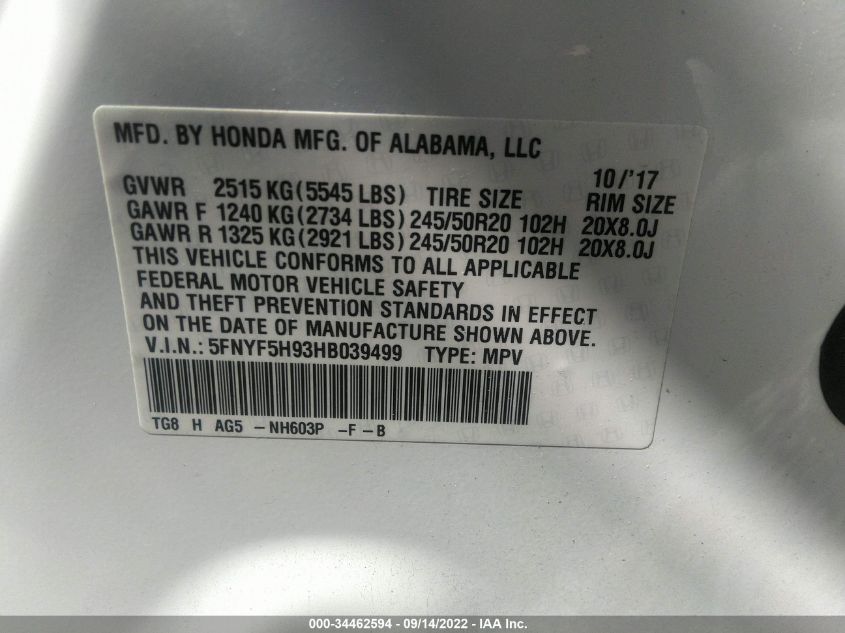 MFD. BY HONDA MFG. OF ALABAMA, LLC
10/'17
GVWR 2515 KG(5545 LBS) TIRE SIZE RIM SIZE
GAWR F 1240 KG(2734 LBS) 245/50R20 102H 20X8.0J
GAWR R 1325 KG(2921 LBS) 245/50R20 102H 20X8.0J
THIS VEHICLE CONFORMS TO ALL APPLICABLE
FEDERAL MOTOR VEHICLE SAFETY
AND THEFT PREVENTION STANDARDS IN EFFECT
ON THE DATE OF MANUFACTURE SHOWN ABOVE.
V.I.N.: 5FNYF5H93HB039499 TYPE: MPV
TG8 H AG5 -NH603P -F-B
000-34462594 - 09/14/2022 - IAA Inc.